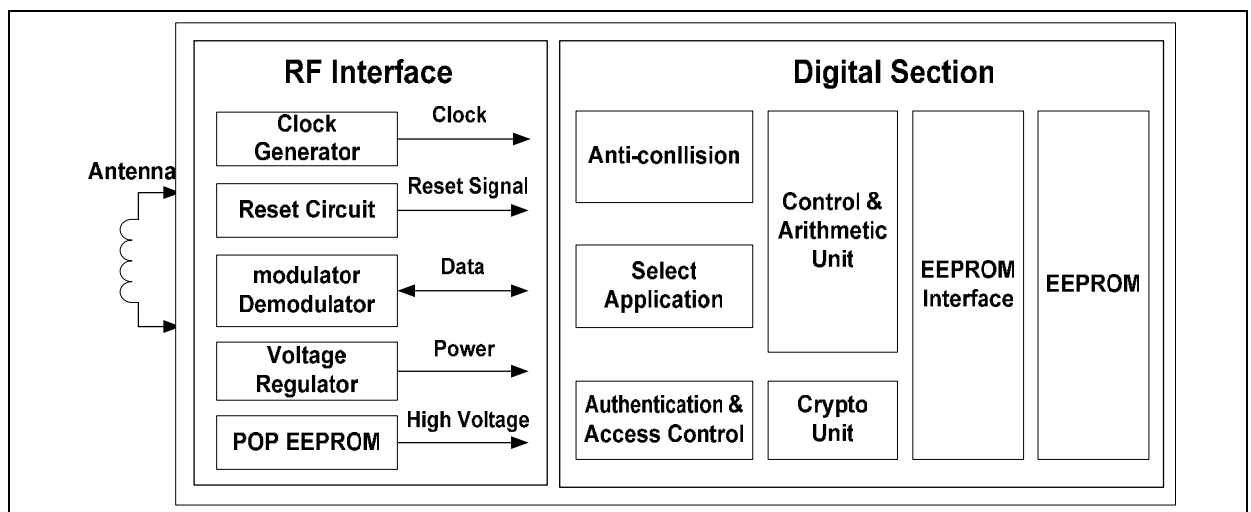 RF Interface
Digital Section
Antenna
Clock
Generator
Clock
Reset Circuit
Reset Signal
modulator
Demodulator
Data
Voltage
Regulator
Power
POP EEPROM
High Voltage
Anti-conllision
Select
Application
Authentication &
Access Control
Control &
Arithmetic
Unit
Crypto
Unit
EEPROM
Interface
EEPROM